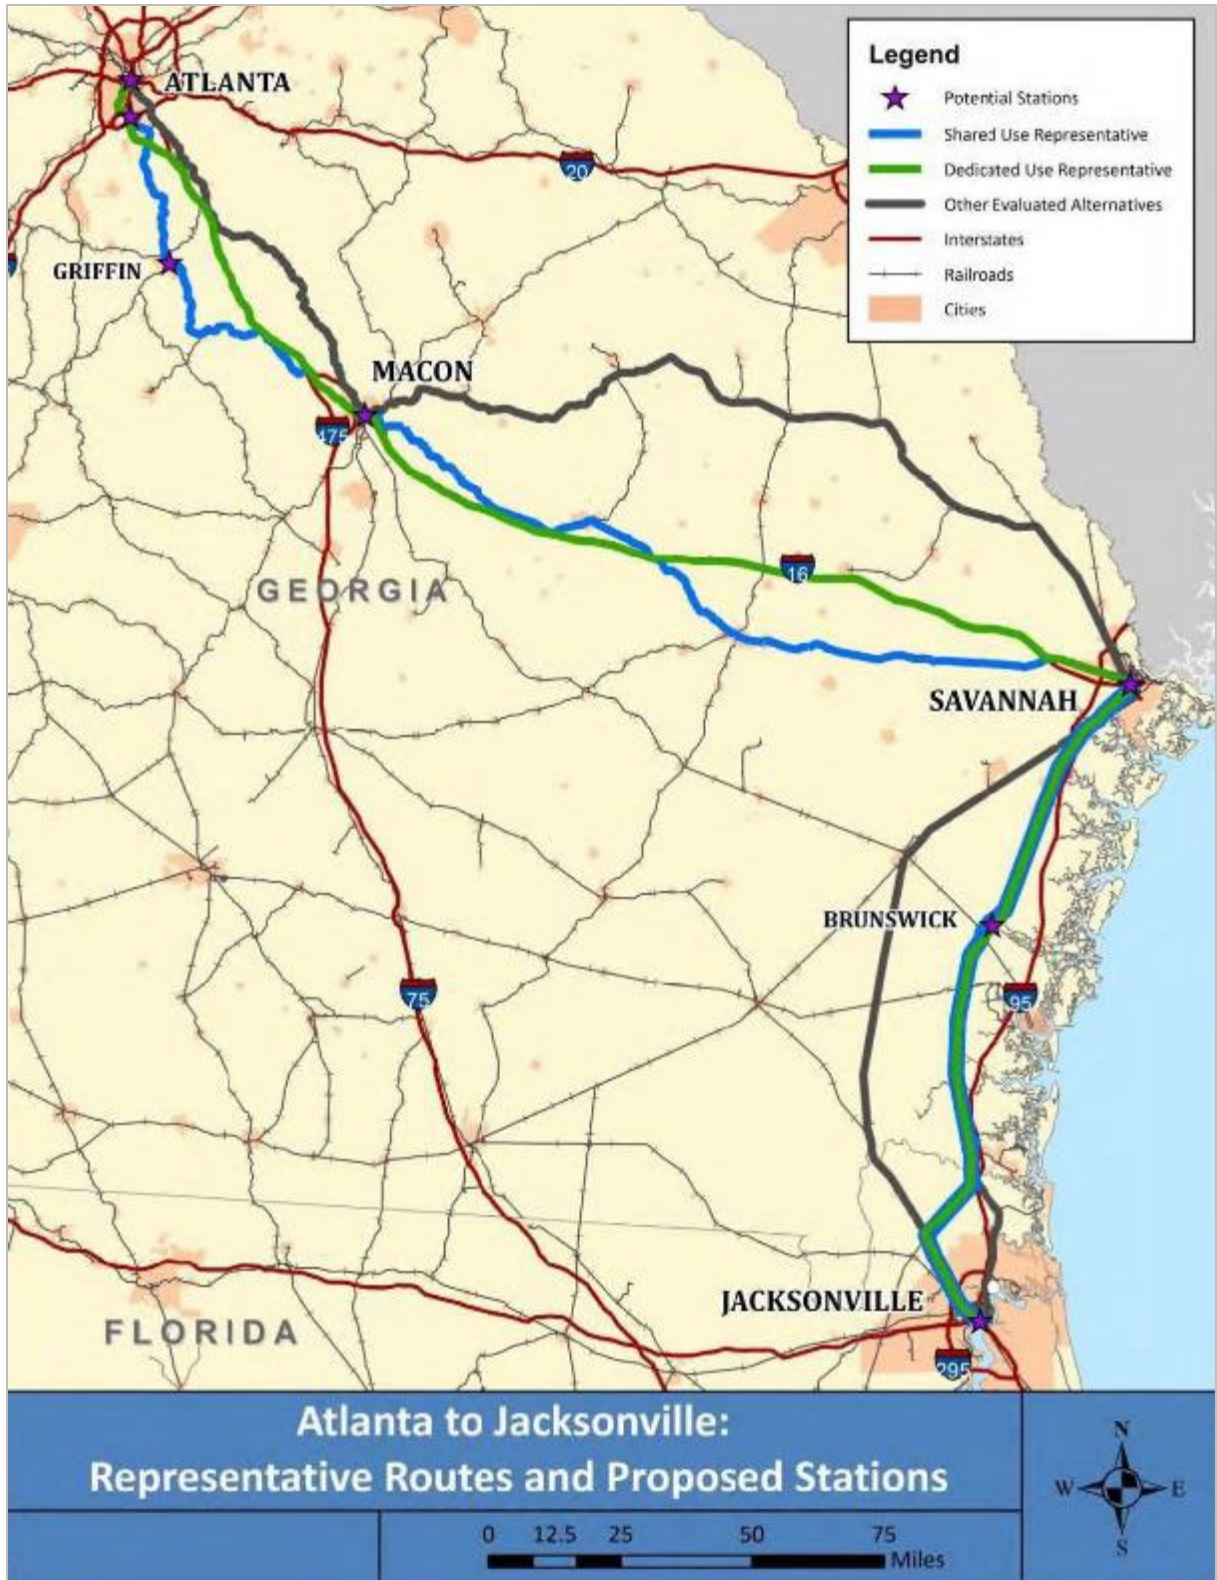 Legend
Potential Stations
Shared Use Representative
Dedicated Use Representative
Other Evaluated Alternatives
Interstates
Railroads
Cities
ATLANTA
20
GRIFFIN
MACON
475
GEORGIA
16
SAVANNAH
BRUNSWICK
75
95
JACKSONVILLE
FLORIDA
295
Atlanta to Jacksonville:
Representative Routes and Proposed Stations
N
W E
S
0 12.5 25 50 75
Miles